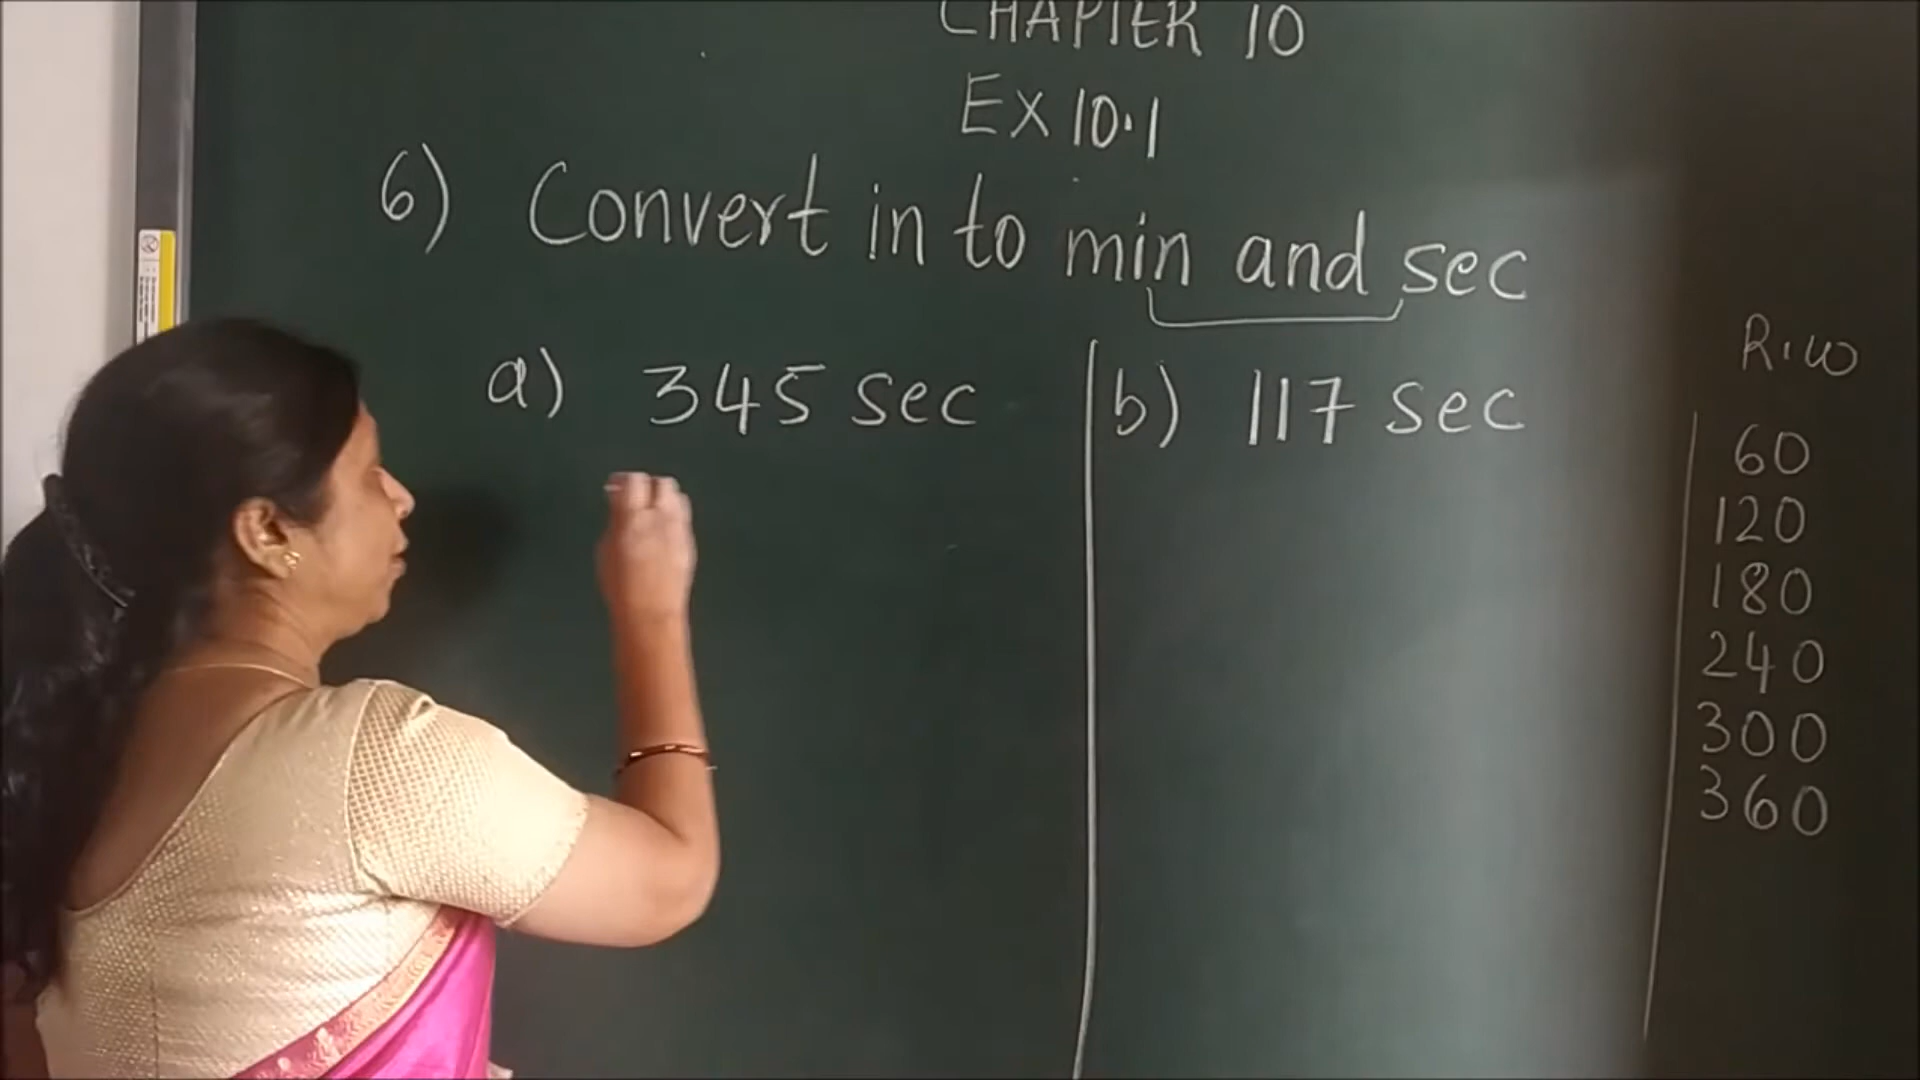 CHAPTER 10
EX 10.1
6) Convert in to min and sec
a) 345 sec
b) 117 sec
R.W
60
120
180
240
300
360